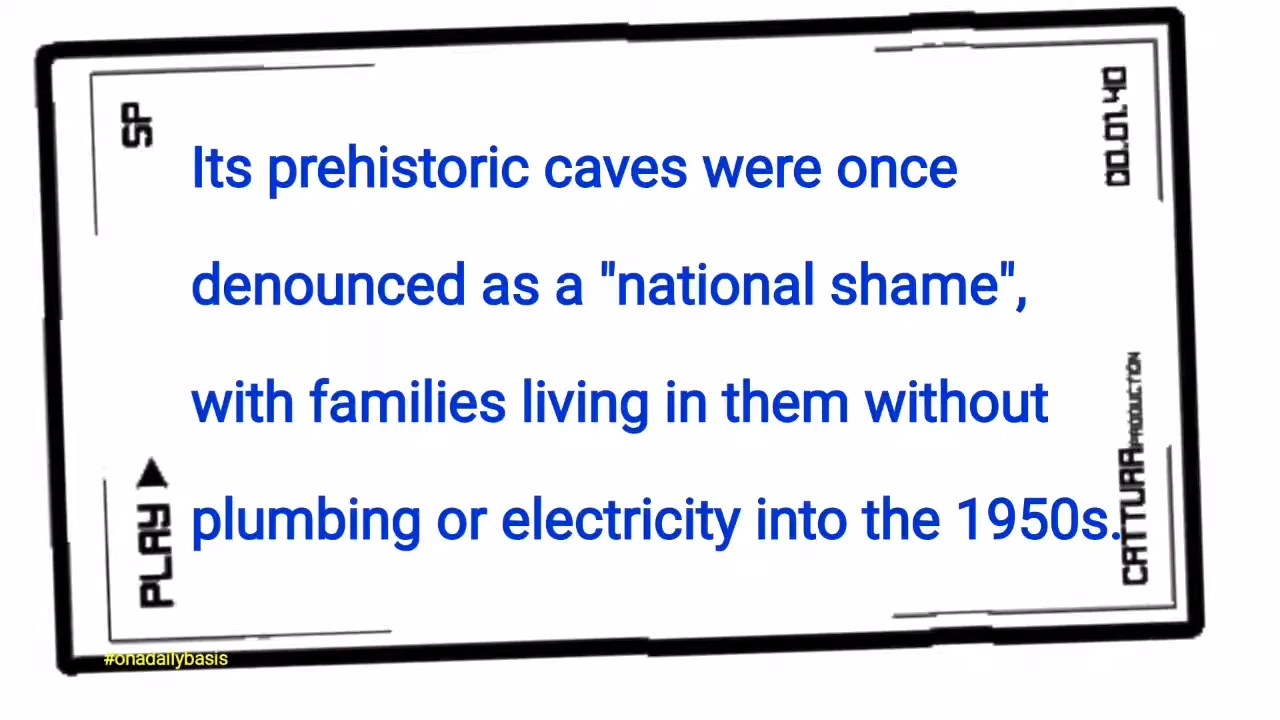 SP
00.01.40
Its prehistoric caves were once
denounced as a "national shame",
with families living in them without
plumbing or electricity into the 1950s.
PLAY
CATTURA PRODUCTION
#onadailybasis